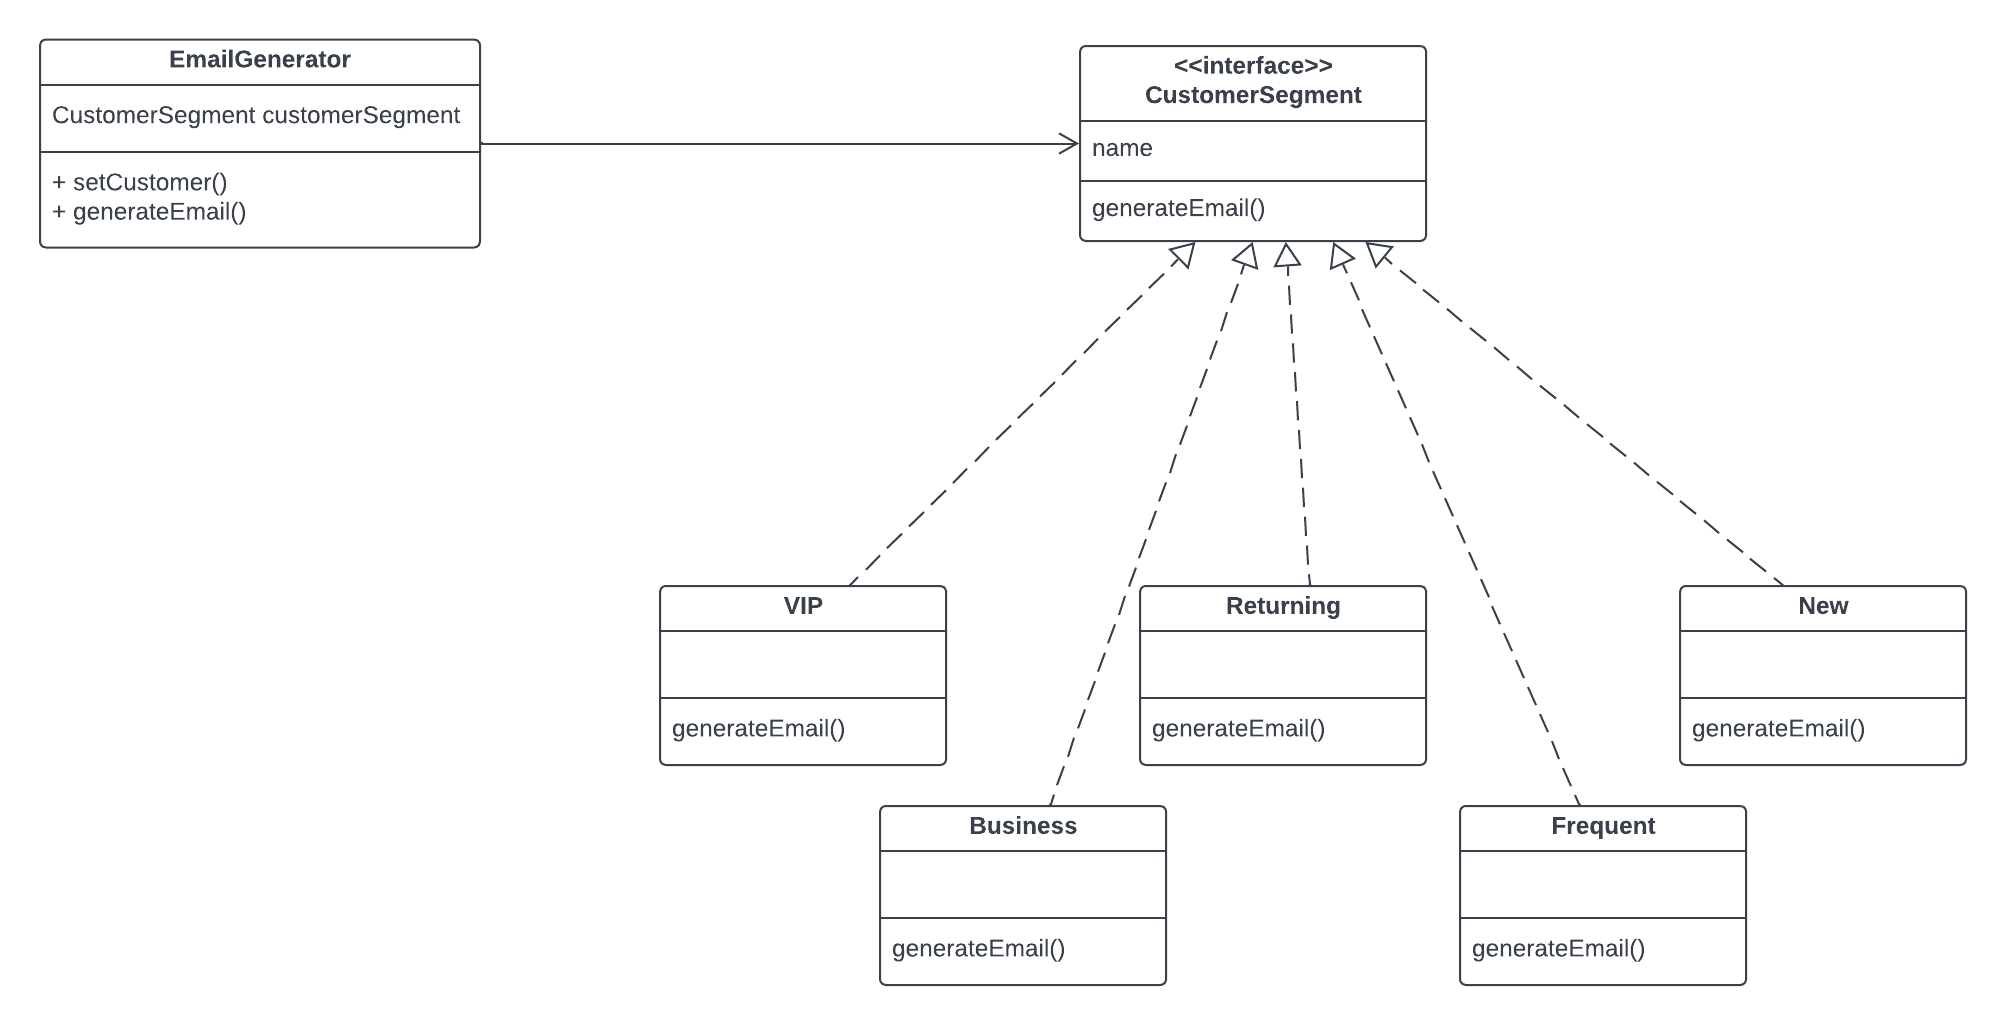 EmailGenerator
CustomerSegment customerSegment
+ setCustomer()
+ generateEmail()
<<interface>>
CustomerSegment
name
generateEmail()
VIP
generateEmail()
Returning
generateEmail()
New
generateEmail()
Business
generateEmail()
Frequent
generateEmail()